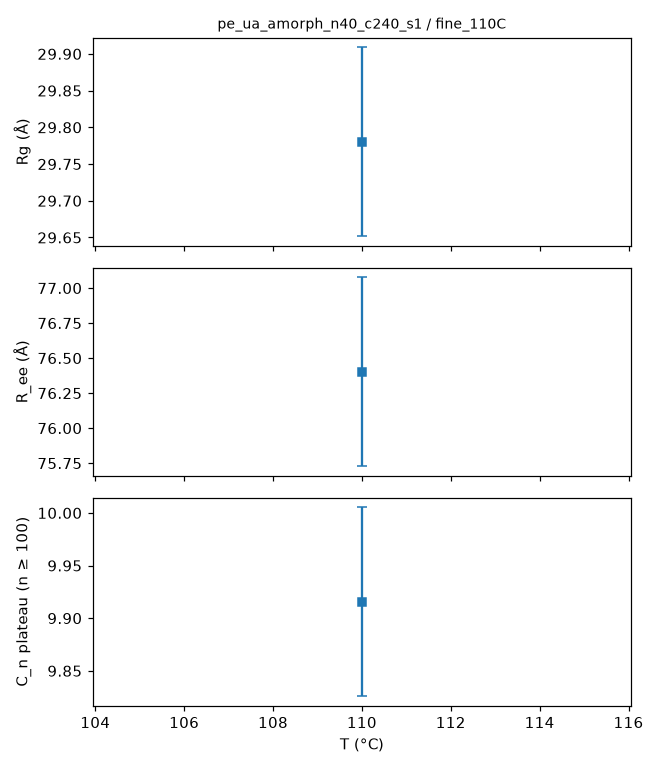 pe_ua_amorph_n40_c240_s1 / fine_110C
29.90
29.85
29.80
29.75
29.70
29.65
Rg (Å)
77.00
76.75
76.50
76.25
76.00
75.75
R_ee (Å)
10.00
9.95
9.90
9.85
C_n plateau (n ≥ 100)
104 106 108 110 112 114 116
T (°C)